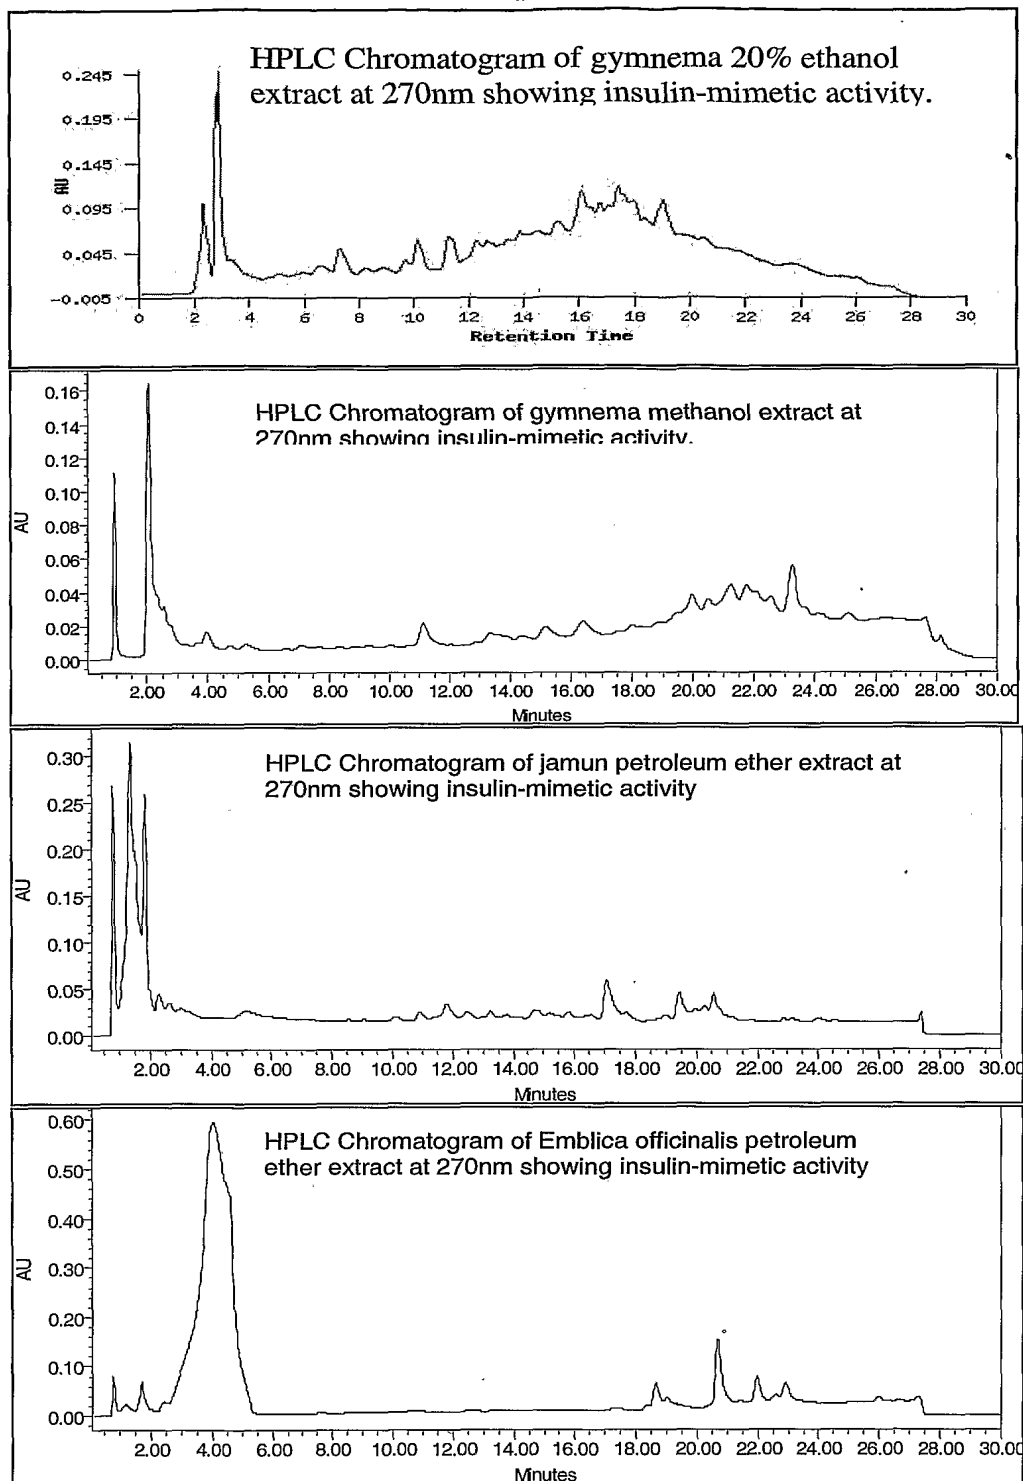 HPLC Chromatogram of gymnema 20% ethanol
extract at 270nm showing insulin-mimetic activity.
0.245
0.195
0.145
0.095
0.045
-0.005
AU
0 2 4 6 8 10 12 14 16 18 20 22 24 26 28 30
Retention Time
HPLC Chromatogram of gymnema methanol extract at
270nm showing insulin-mimetic activity.
0.16
0.14
0.12
0.10
0.08
0.06
0.04
0.02
0.00
AU
2.00 4.00 6.00 8.00 10.00 12.00 14.00 16.00 18.00 20.00 22.00 24.00 26.00 28.00 30.00
Minutes
HPLC Chromatogram of jamun petroleum ether extract at
270nm showing insulin-mimetic activity
0.30
0.25
0.20
0.15
0.10
0.05
0.00
AU
2.00 4.00 6.00 8.00 10.00 12.00 14.00 16.00 18.00 20.00 22.00 24.00 26.00 28.00 30.00
Minutes
HPLC Chromatogram of Emblica officinalis petroleum
ether extract at 270nm showing insulin-mimetic activity
0.60
0.50
0.40
0.30
0.20
0.10
0.00
AU
2.00 4.00 6.00 8.00 10.00 12.00 14.00 16.00 18.00 20.00 22.00 24.00 26.00 28.00 30.00
Minutes